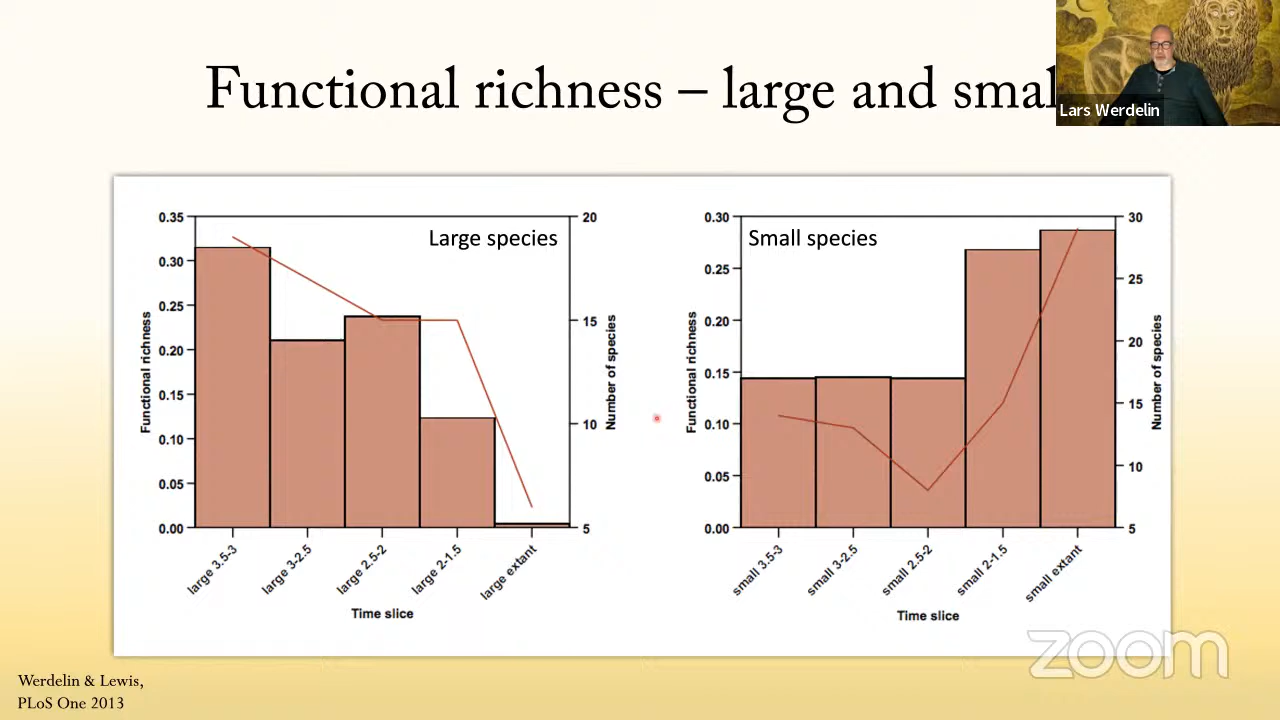 Functional richness – large and smal
Lars Werdelin
Large species
0.35
0.30
0.25
0.20
0.15
0.10
0.05
0.00
Functional richness
20
15
10
5
Number of species
large 3.5-3
large 3-2.5
large 2.5-2
large 2-1.5
large extant
Time slice
Small species
0.30
0.25
0.20
0.15
0.10
0.05
0.00
Functional richness
30
25
20
15
10
5
Number of species
small 3.5-3
small 3-2.5
small 2.5-2
small 2-1.5
small extant
Time slice
zoom
Werdelin & Lewis,
PLoS One 2013